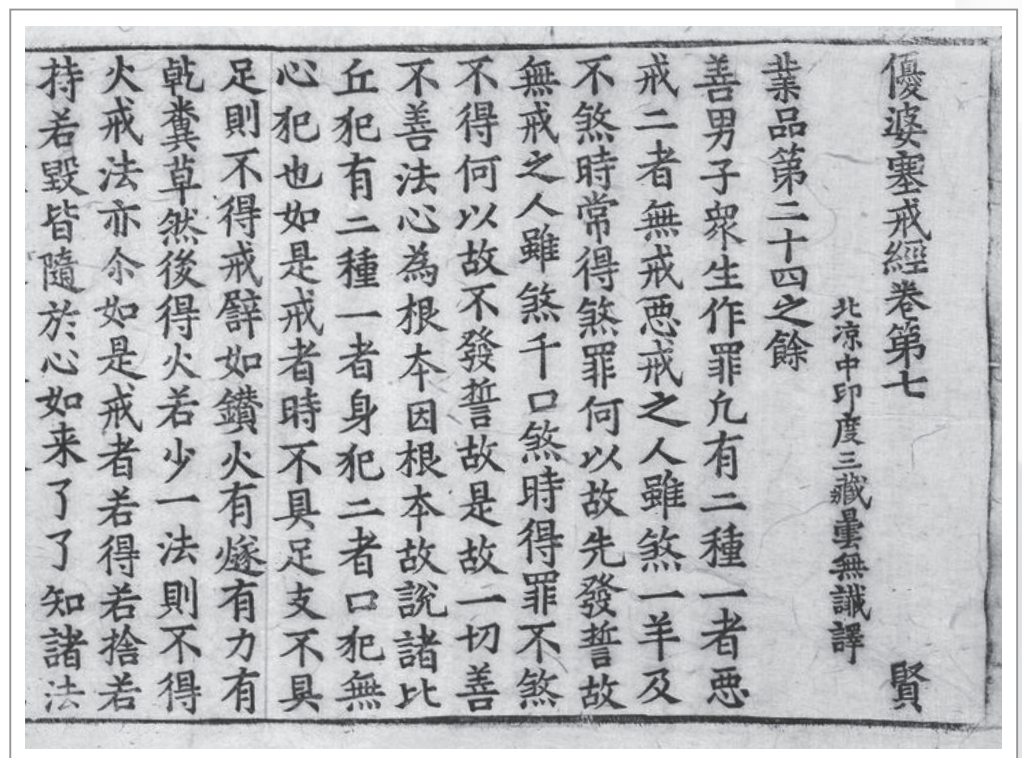 優婆塞戒經卷第七 賢
北凉中印度三藏曇無讖譯
業品第二十四之餘
善男子衆生作罪凢有二種一者惡
戒二者無戒惡戒之人雖煞一羊及
不煞時常得煞罪何以故先發誓故
無戒之人雖煞千口煞時得罪不煞
不得何以故不發誓故是故一切善
不善法心為根本因根本故說諸比
丘犯有二種一者身犯二者口犯無
心犯也如是戒者時不具足支不具
足則不得戒譬如鑚火有燧有力有
乾糞草然後得火若少一法則不得
火戒法亦尒如是戒者若得若捨若
持若毀皆隨於心如来了了知諸法